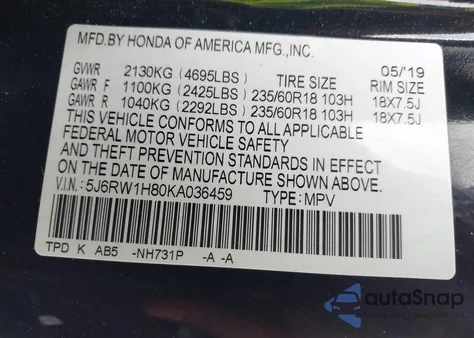 MFD.BY HONDA OF AMERICA MFG.,INC.
05/'19
GVWR 2130KG (4695LBS) TIRE SIZE RIM SIZE
GAWR F 1100KG (2425LBS) 235/60R18 103H 18X7.5J
GAWR R 1040KG (2292LBS) 235/60R18 103H 18X7.5J
THIS VEHICLE CONFORMS TO ALL APPLICABLE
FEDERAL MOTOR VEHICLE SAFETY
AND THEFT PREVENTION STANDARDS IN EFFECT
ON THE DATE OF MANUFACTURE SHOWN ABOVE.
V.I.N: 5J6RW1H80KA036459 TYPE: MPV
TPD K AB5 -NH731P -A -A
autoSnap